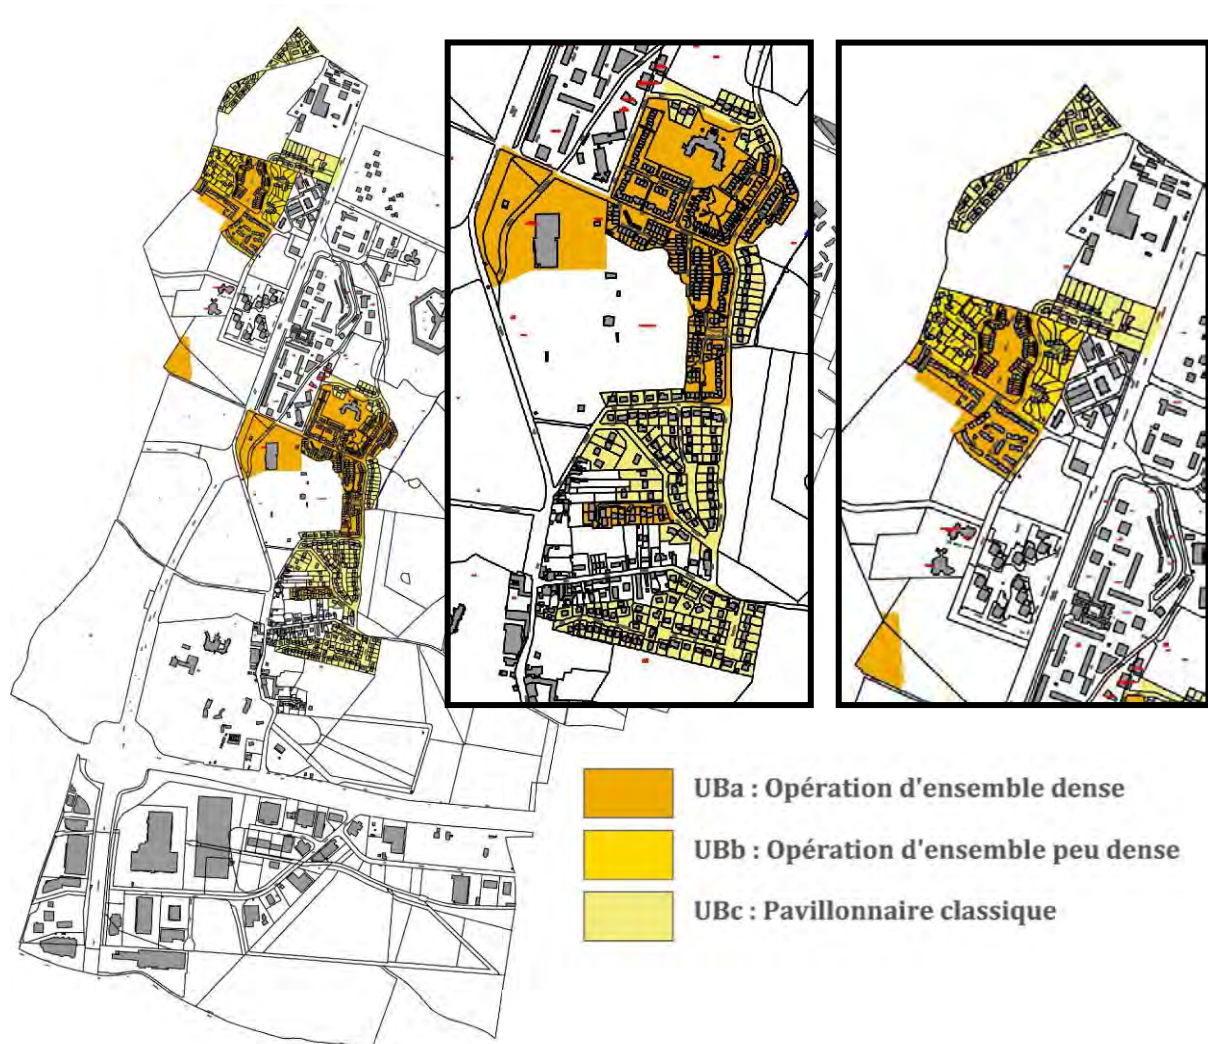 UBa : Opération d'ensemble dense
UBb : Opération d'ensemble peu dense
UBc : Pavillonnaire classique